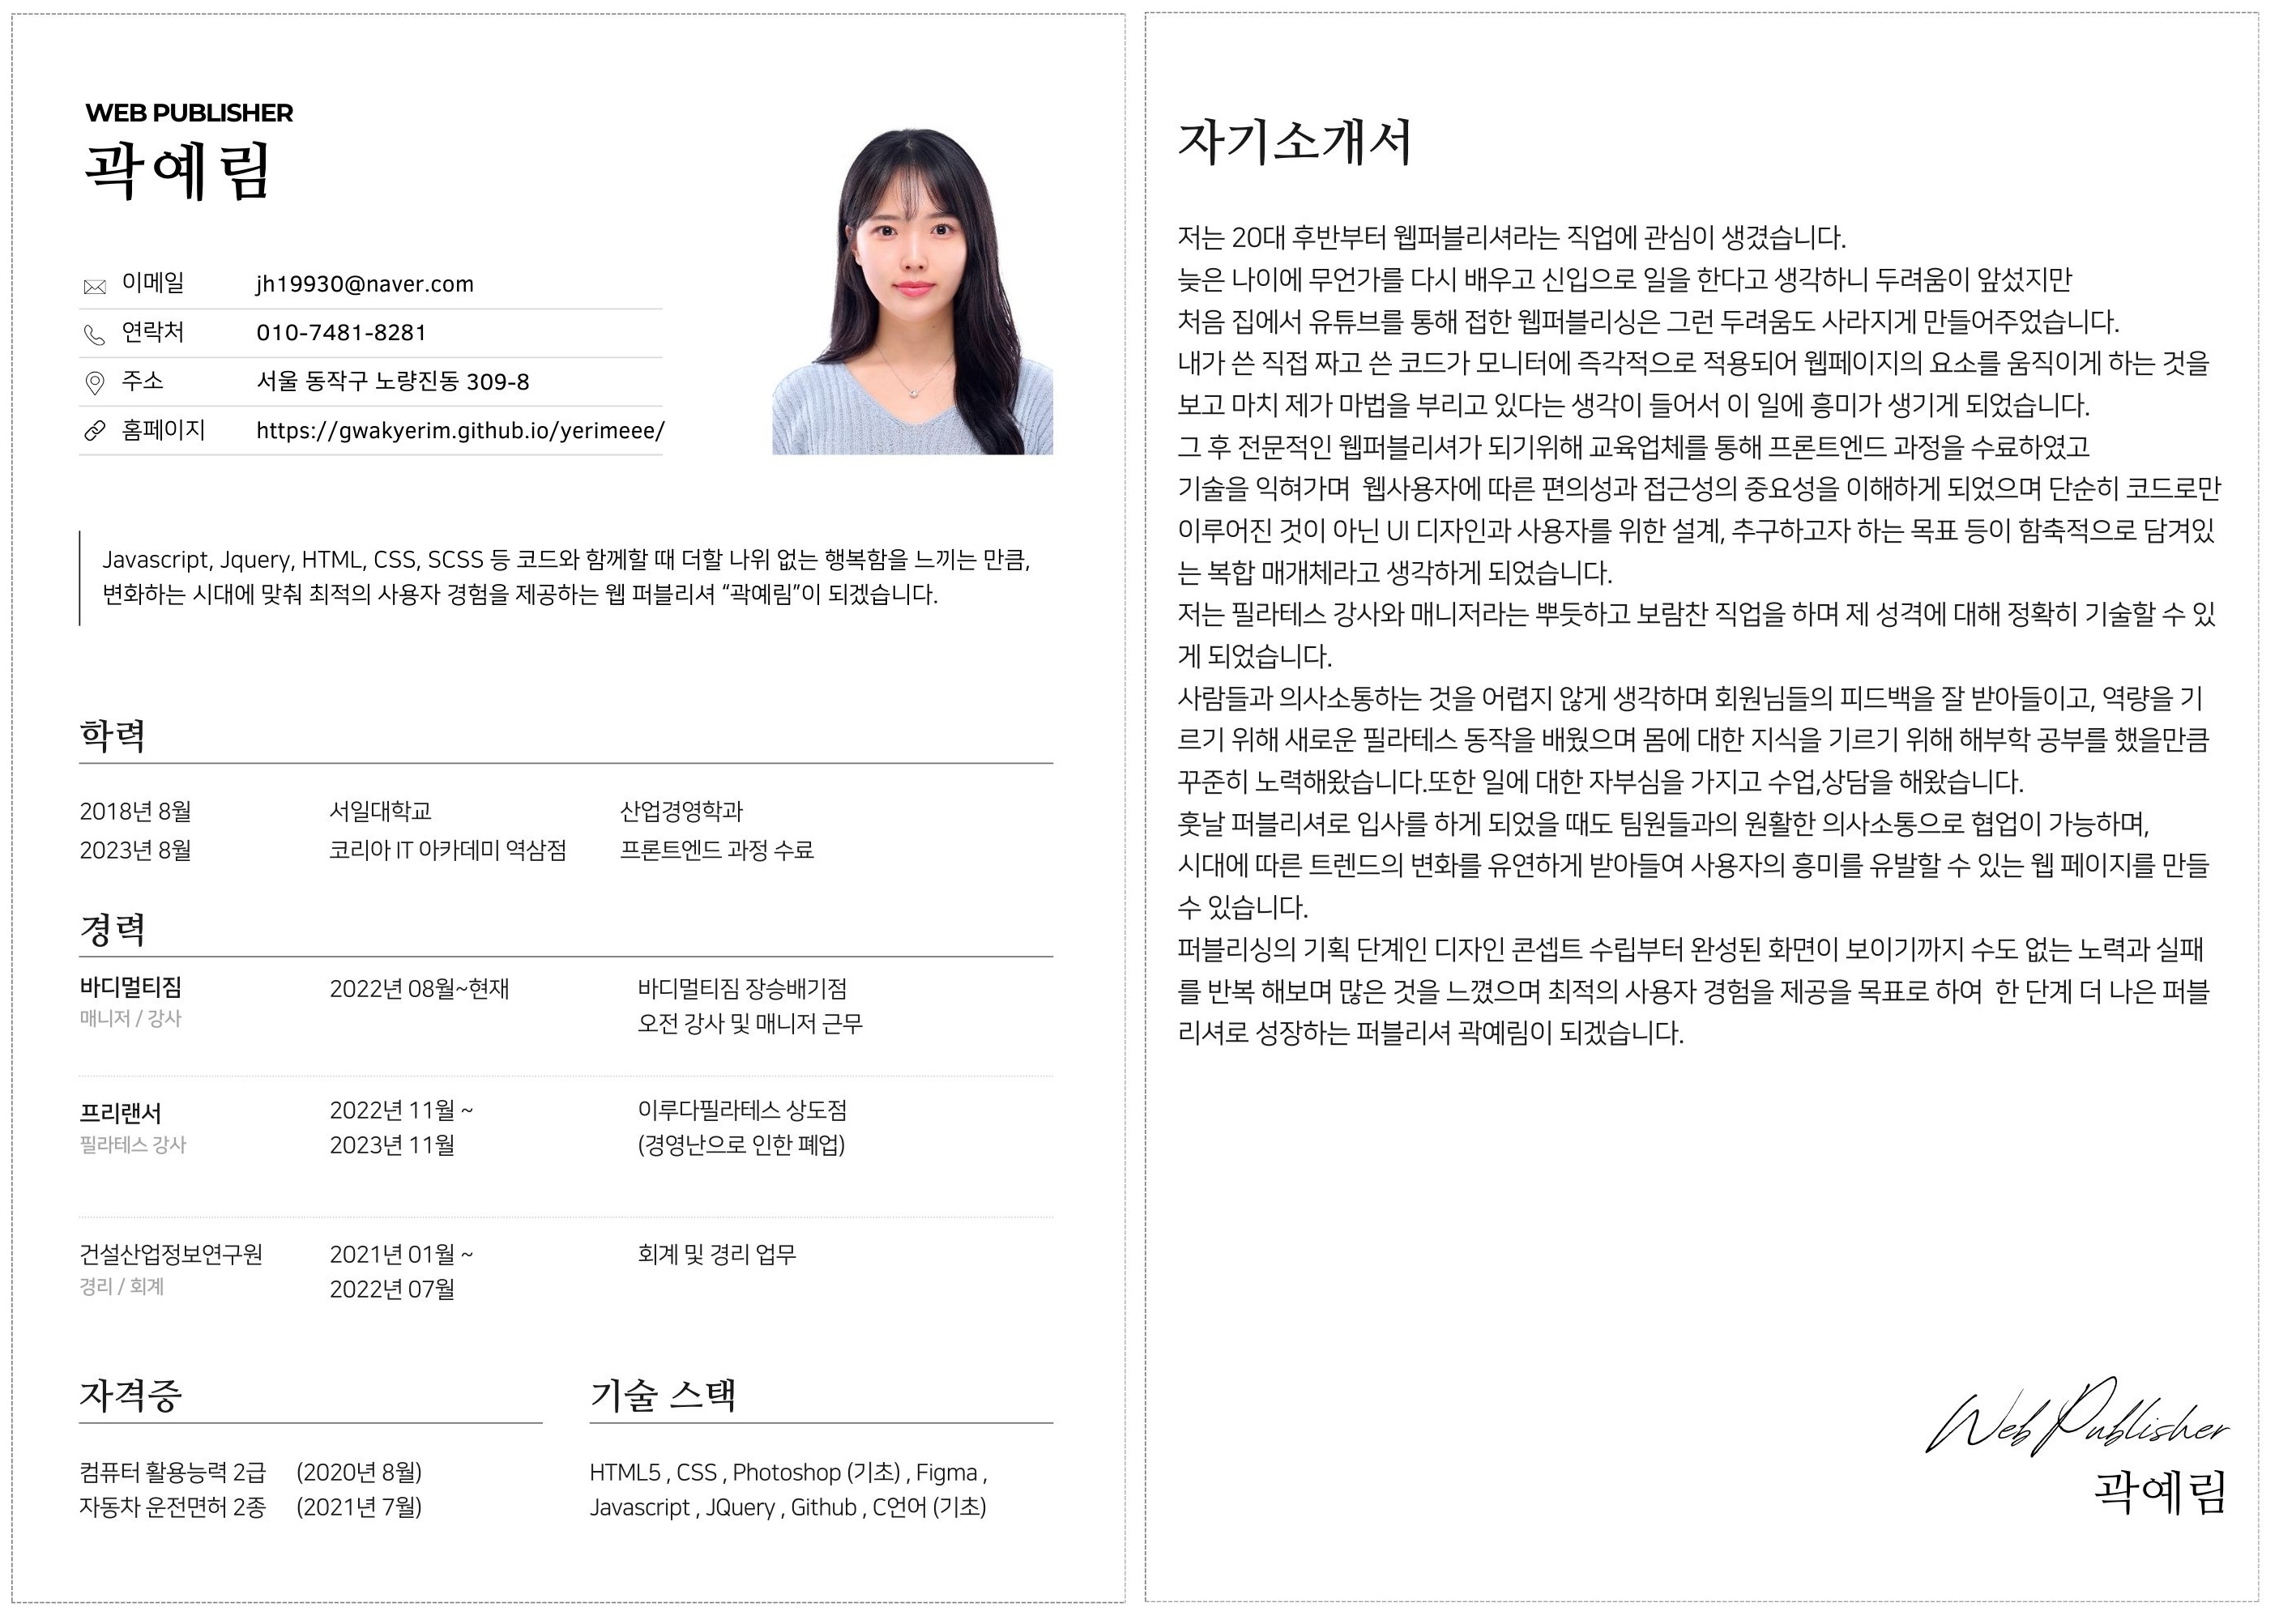 WEB PUBLISHER
곽예림
이메일 jh19930@naver.com
연락처 010-7481-8281
주소 서울 동작구 노량진동 309-8
홈페이지 https://gwakyerim.github.io/yerimeee/
Javascript, Jquery, HTML, CSS, SCSS 등 코드와 함께할 때 더할 나위 없는 행복함을 느끼는 만큼,
변화하는 시대에 맞춰 최적의 사용자 경험을 제공하는 웹 퍼블리셔 “곽예림”이 되겠습니다.
학력
2018년 8월 서일대학교 산업경영학과
2023년 8월 코리아 IT 아카데미 역삼점 프론트엔드 과정 수료
경력
바디멀티짐 2022년 08월~현재 바디멀티짐 장승배기점
매니저 / 강사 오전 강사 및 매니저 근무
프리랜서 2022년 11월 ~ 이루다필라테스 상도점
필라테스 강사 2023년 11월 (경영난으로 인한 폐업)
건설산업정보연구원 2021년 01월 ~ 회계 및 경리 업무
경리 / 회계 2022년 07월
자격증
컴퓨터 활용능력 2급 (2020년 8월)
자동차 운전면허 2종 (2021년 7월)
기술 스택
HTML5 , CSS , Photoshop (기초) , Figma ,
Javascript , JQuery , Github , C언어 (기초)
자기소개서
저는 20대 후반부터 웹퍼블리셔라는 직업에 관심이 생겼습니다.
늦은 나이에 무언가를 다시 배우고 신입으로 일을 한다고 생각하니 두려움이 앞섰지만
처음 집에서 유튜브를 통해 접한 웹퍼블리싱은 그런 두려움도 사라지게 만들어주었습니다.
내가 쓴 직접 짜고 쓴 코드가 모니터에 즉각적으로 적용되어 웹페이지의 요소를 움직이게 하는 것을
보고 마치 제가 마법을 부리고 있다는 생각이 들어서 이 일에 흥미가 생기게 되었습니다.
그 후 전문적인 웹퍼블리셔가 되기위해 교육업체를 통해 프론트엔드 과정을 수료하였고
기술을 익혀가며 웹사용자에 따른 편의성과 접근성의 중요성을 이해하게 되었으며 단순히 코드로만
이루어진 것이 아닌 UI 디자인과 사용자를 위한 설계, 추구하고자 하는 목표 등이 함축적으로 담겨있
는 복합 매개체라고 생각하게 되었습니다.
저는 필라테스 강사와 매니저라는 뿌듯하고 보람찬 직업을 하며 제 성격에 대해 정확히 기술할 수 있
게 되었습니다.
사람들과 의사소통하는 것을 어렵지 않게 생각하며 회원님들의 피드백을 잘 받아들이고, 역량을 기
르기 위해 새로운 필라테스 동작을 배웠으며 몸에 대한 지식을 기르기 위해 해부학 공부를 했을만큼
꾸준히 노력해왔습니다.또한 일에 대한 자부심을 가지고 수업,상담을 해왔습니다.
훗날 퍼블리셔로 입사를 하게 되었을 때도 팀원들과의 원활한 의사소통으로 협업이 가능하며,
시대에 따른 트렌드의 변화를 유연하게 받아들여 사용자의 흥미를 유발할 수 있는 웹 페이지를 만들
수 있습니다.
퍼블리싱의 기획 단계인 디자인 콘셉트 수립부터 완성된 화면이 보이기까지 수도 없는 노력과 실패
를 반복 해보며 많은 것을 느꼈으며 최적의 사용자 경험을 제공을 목표로 하여 한 단계 더 나은 퍼블
리셔로 성장하는 퍼블리셔 곽예림이 되겠습니다.
Web Publisher
곽예림